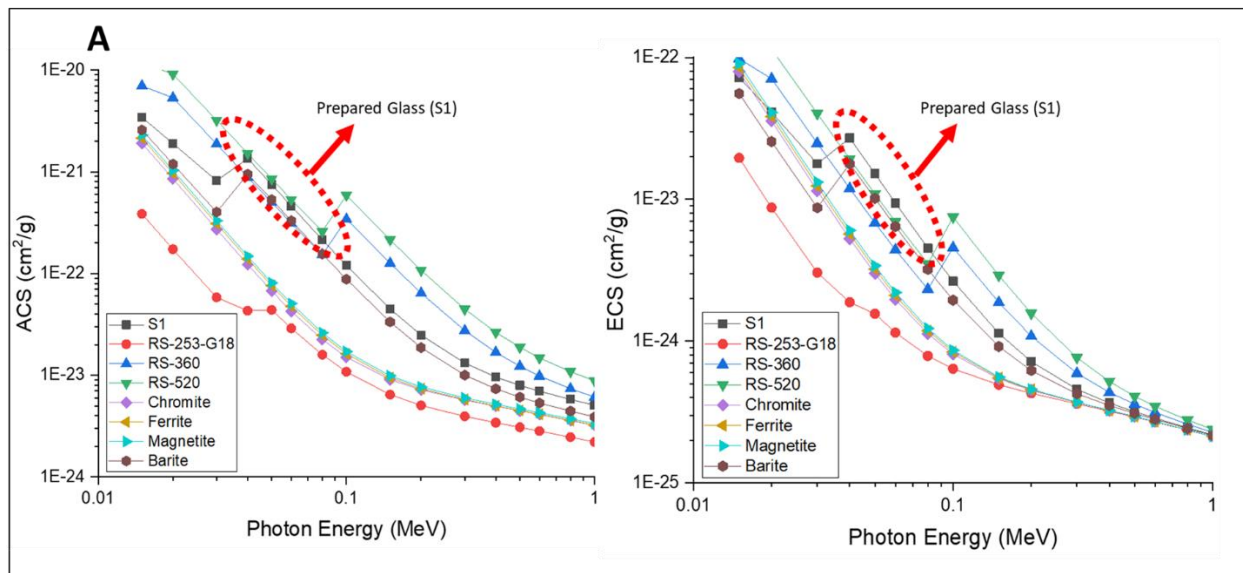 A
1E-20
1E-21
1E-22
1E-23
1E-24
ACS (cm²/g)
Prepared Glass (S1)
S1
RS-253-G18
RS-360
RS-520
Chromite
Ferrite
Magnetite
Barite
0.01
0.1
1
Photon Energy (MeV)
1E-22
1E-23
1E-24
1E-25
ECS (cm²/g)
Prepared Glass (S1)
S1
RS-253-G18
RS-360
RS-520
Chromite
Ferrite
Magnetite
Barite
0.01
0.1
1
Photon Energy (MeV)